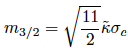 m_{3/2} = \sqrt{\frac{11}{2}} \tilde{\kappa} \sigma_c